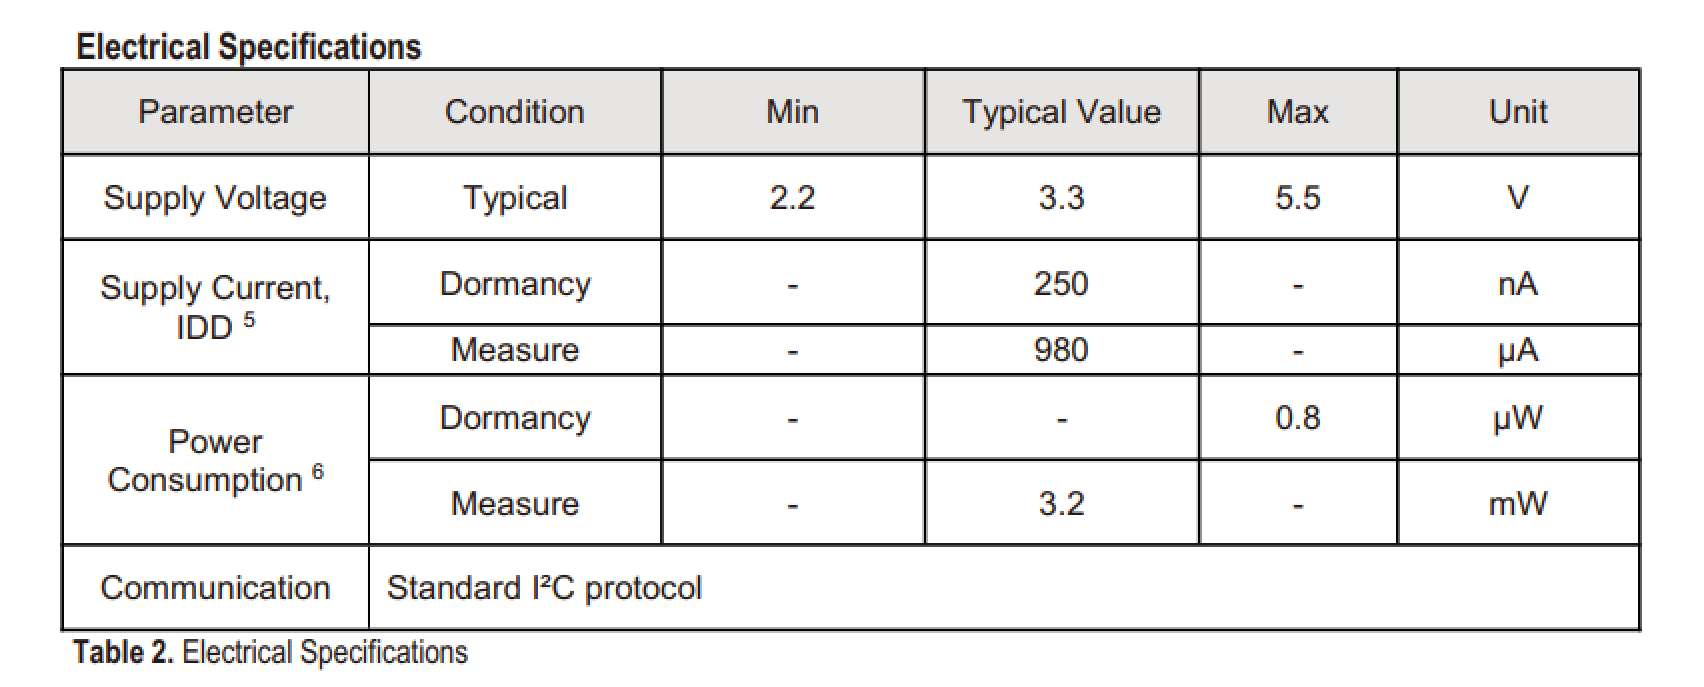 Electrical Specifications
Parameter Condition Min Typical Value Max Unit
Supply Voltage Typical 2.2 3.3 5.5 V
Supply Current,
IDD ⁵
Dormancy - 250 - nA
Measure - 980 - µA
Power
Consumption ⁶
Dormancy - - 0.8 µW
Measure - 3.2 - mW
Communication Standard I²C protocol
Table 2. Electrical Specifications